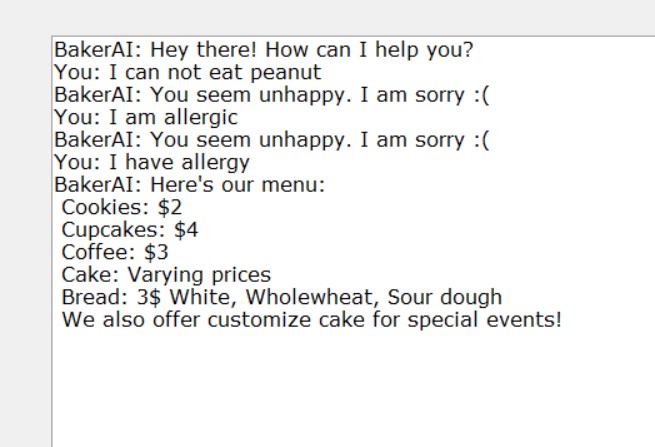 BakerAI: Hey there! How can I help you?
You: I can not eat peanut
BakerAI: You seem unhappy. I am sorry :(
You: I am allergic
BakerAI: You seem unhappy. I am sorry :(
You: I have allergy
BakerAI: Here's our menu:
Cookies: $2
Cupcakes: $4
Coffee: $3
Cake: Varying prices
Bread: 3$ White, Wholewheat, Sour dough
We also offer customize cake for special events!